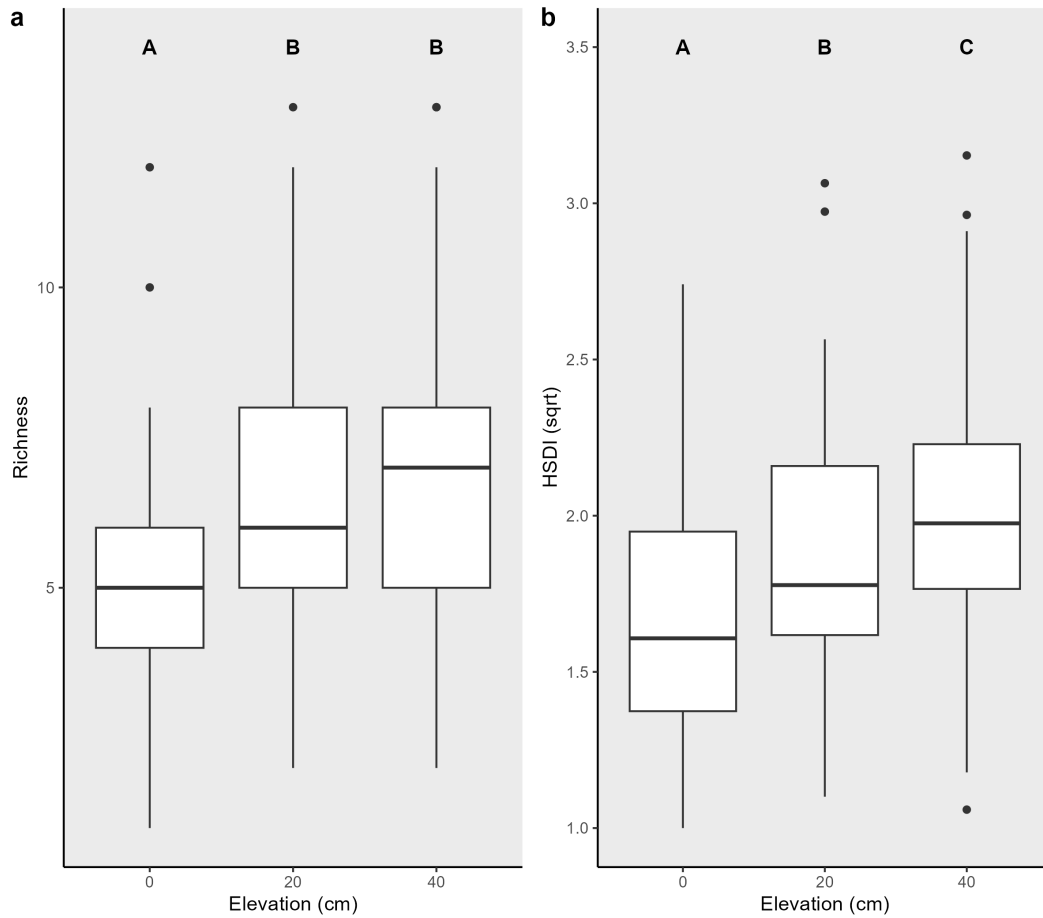 a
A B B
10
5
Richness
0 20 40
Elevation (cm)
b
A B C
3.5
3.0
2.5
2.0
1.5
1.0
HSDI (sqrt)
0 20 40
Elevation (cm)